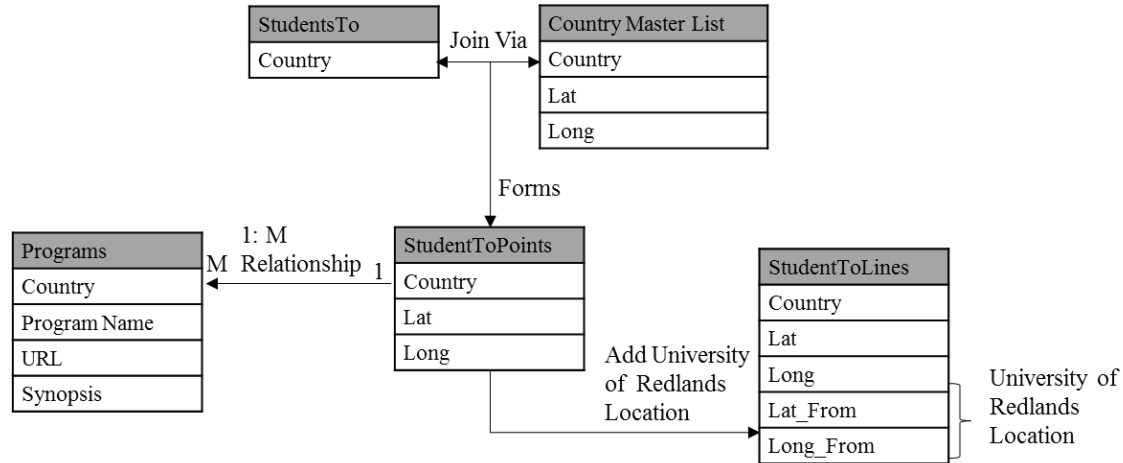 StudentsTo
Country
Join Via
Country Master List
Country
Lat
Long
Forms
Programs
Country
Program Name
URL
Synopsis
1: M
M Relationship 1
StudentToPoints
Country
Lat
Long
Add University
of Redlands
Location
StudentToLines
Country
Lat
Long
Lat_From
Long_From
University of
Redlands
Location